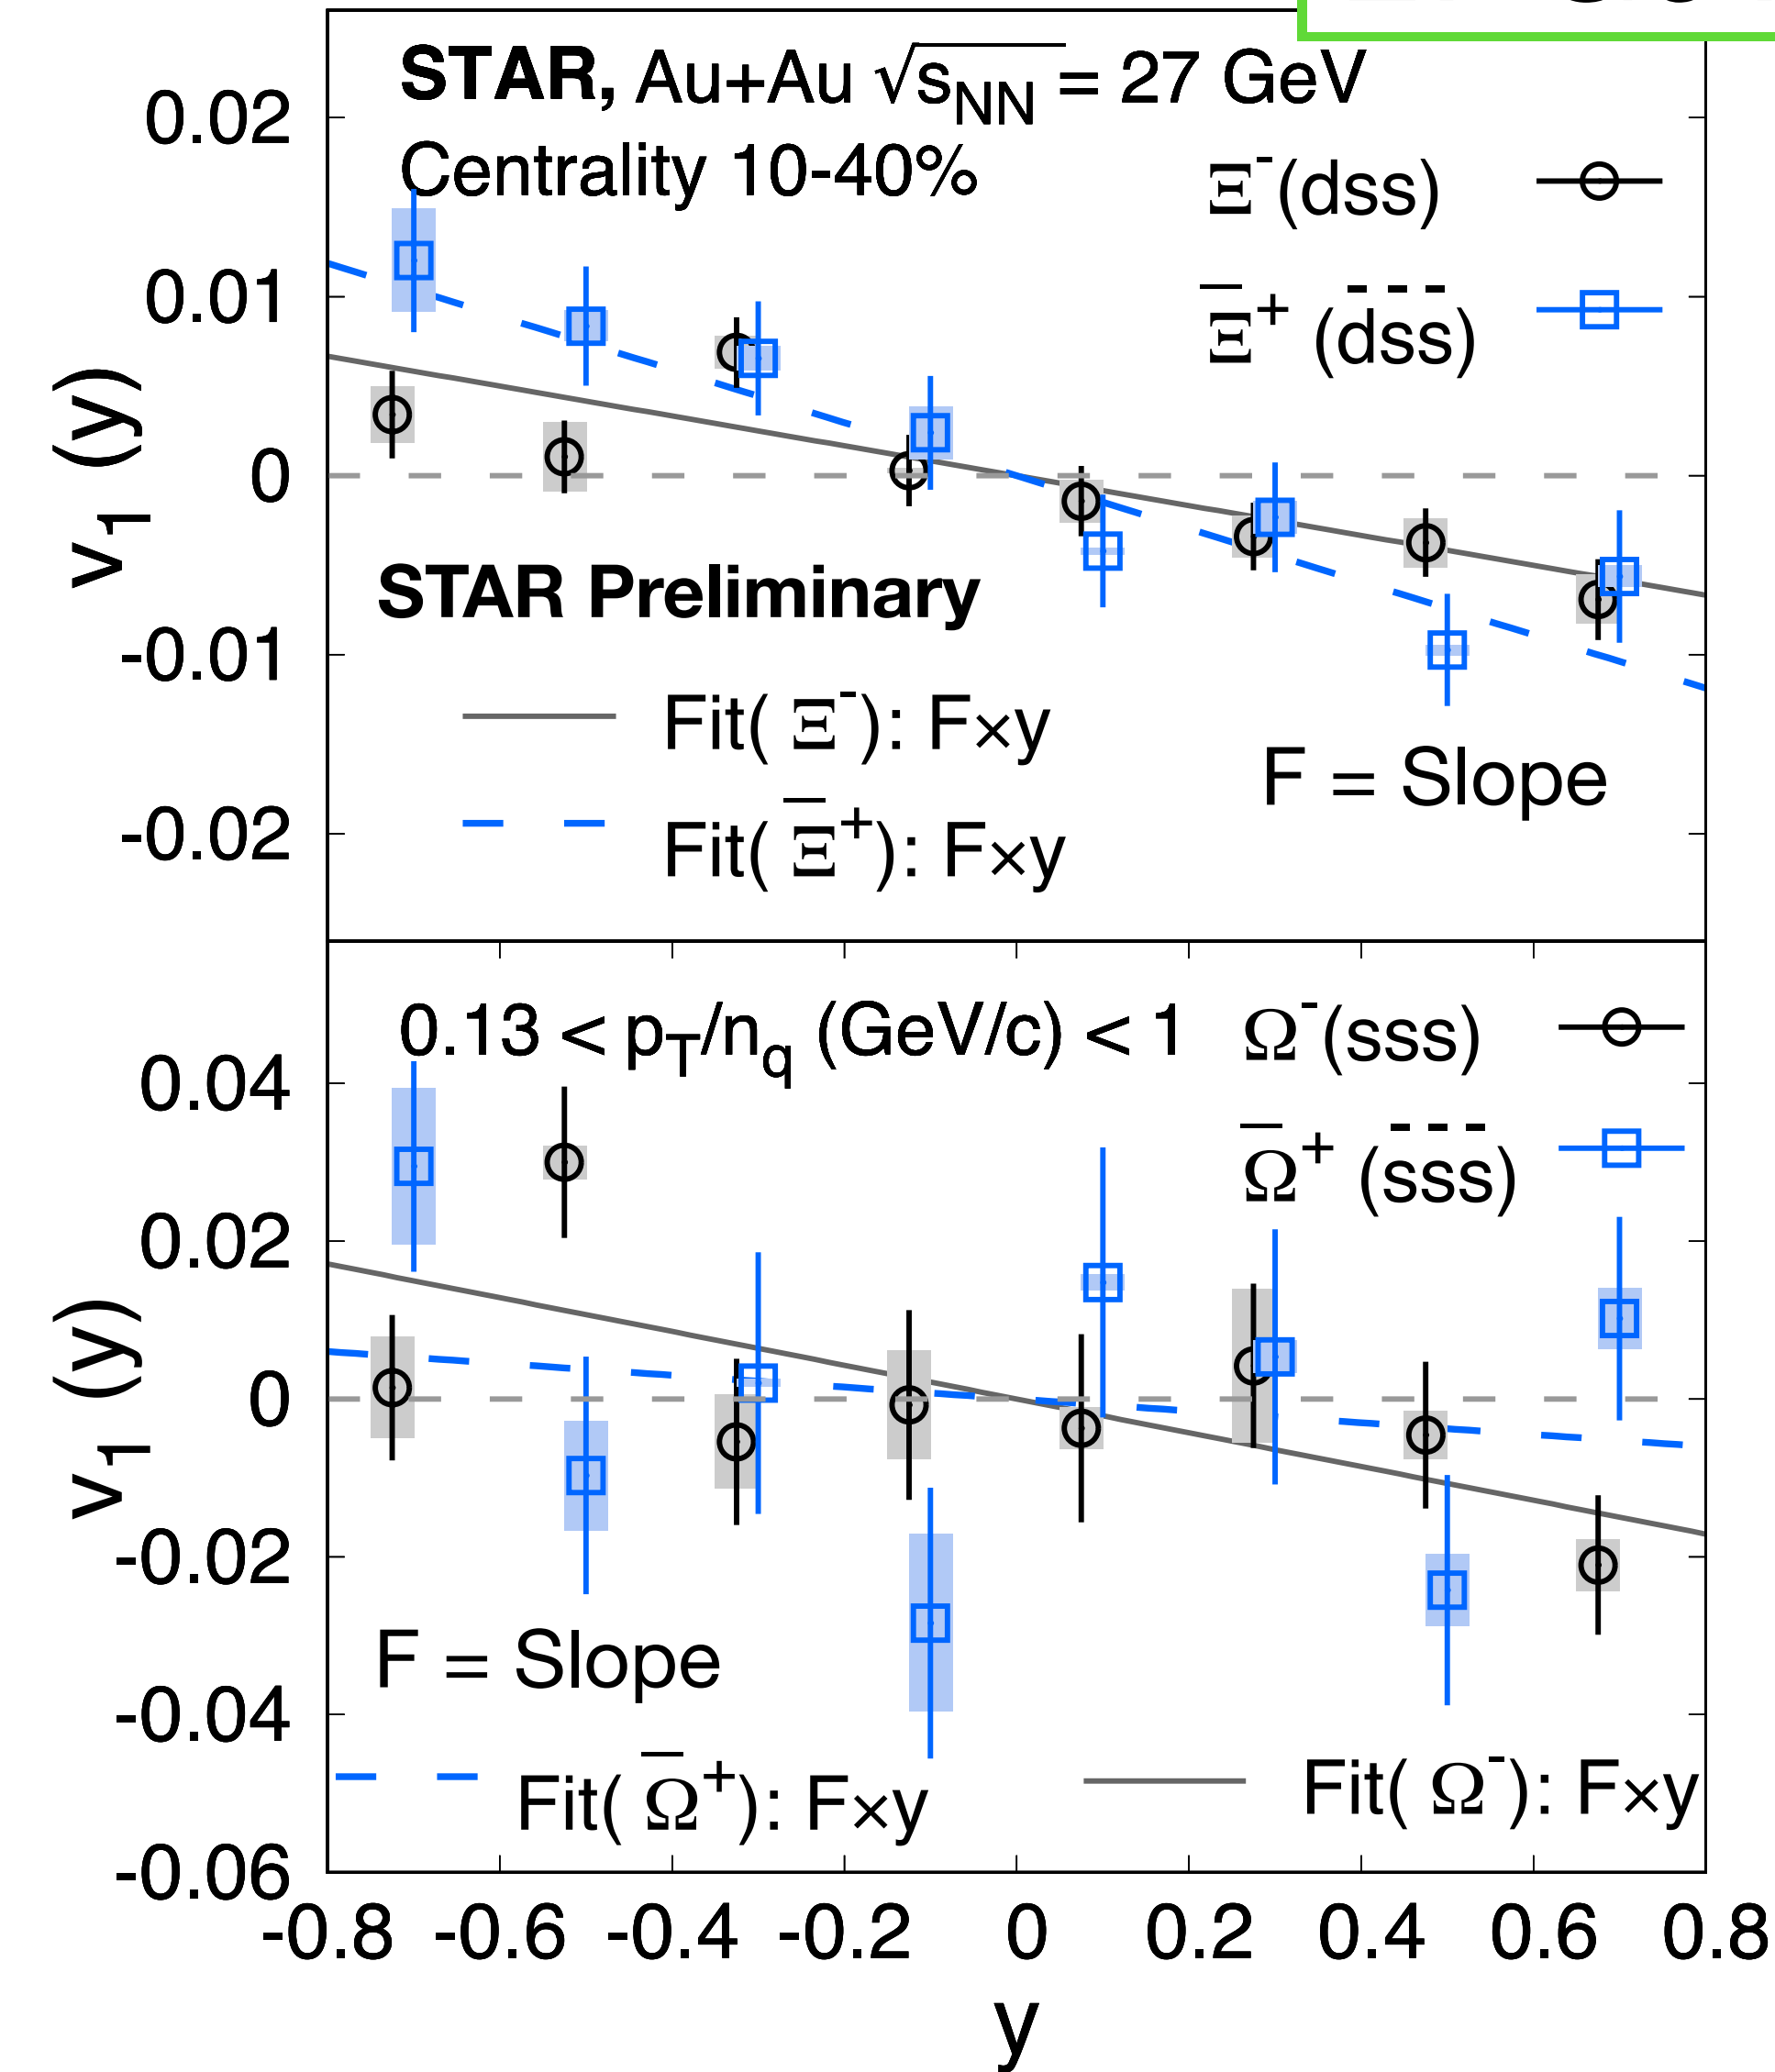 STAR, Au+Au √sNN = 27 GeV
Centrality 10-40%
Ξ-(dss)
Ξ̅+ (d̅s̅s̅)
0.02
0.01
0
-0.01
-0.02
v1 (y)
STAR Preliminary
Fit( Ξ-): F×y
Fit( Ξ̅+): F×y
F = Slope
0.13 < pT/nq (GeV/c) < 1
Ω-(sss)
Ω̅+ (s̅s̅s̅)
0.04
0.02
0
-0.02
-0.04
-0.06
v1 (y)
F = Slope
Fit( Ω̅+): F×y
Fit( Ω-): F×y
-0.8 -0.6 -0.4 -0.2 0 0.2 0.4 0.6 0.8
y